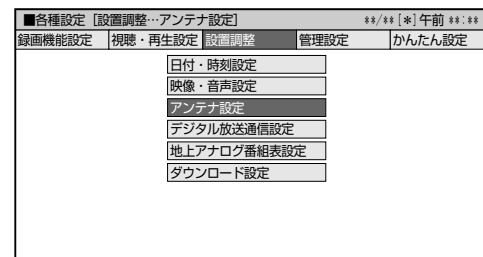 ■各種設定［設置調整…アンテナ設定］ **/**［*］午前 **:**
録画機能設定 視聴・再生設定 設置調整 管理設定 かんたん設定
日付・時刻設定
映像・音声設定
アンテナ設定
デジタル放送通信設定
地上アナログ番組表設定
ダウンロード設定